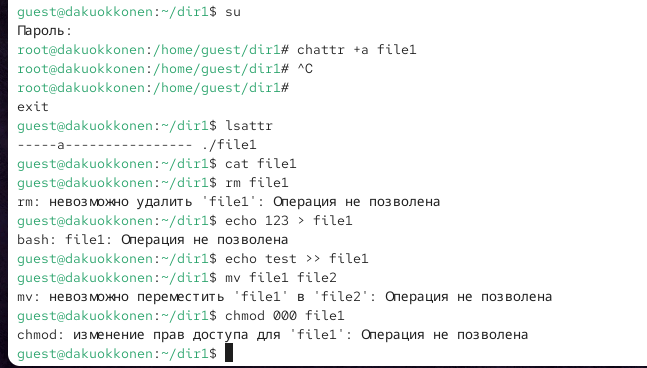 guest@dakuokkonen:~/dir1$ su
Пароль:
root@dakuokkonen:/home/guest/dir1# chattr +a file1
root@dakuokkonen:/home/guest/dir1# ^C
root@dakuokkonen:/home/guest/dir1#
exit
guest@dakuokkonen:~/dir1$ lsattr
-----a---------------- ./file1
guest@dakuokkonen:~/dir1$ cat file1
guest@dakuokkonen:~/dir1$ rm file1
rm: невозможно удалить 'file1': Операция не позволена
guest@dakuokkonen:~/dir1$ echo 123 > file1
bash: file1: Операция не позволена
guest@dakuokkonen:~/dir1$ echo test >> file1
guest@dakuokkonen:~/dir1$ mv file1 file2
mv: невозможно переместить 'file1' в 'file2': Операция не позволена
guest@dakuokkonen:~/dir1$ chmod 000 file1
chmod: изменение прав доступа для 'file1': Операция не позволена
guest@dakuokkonen:~/dir1$